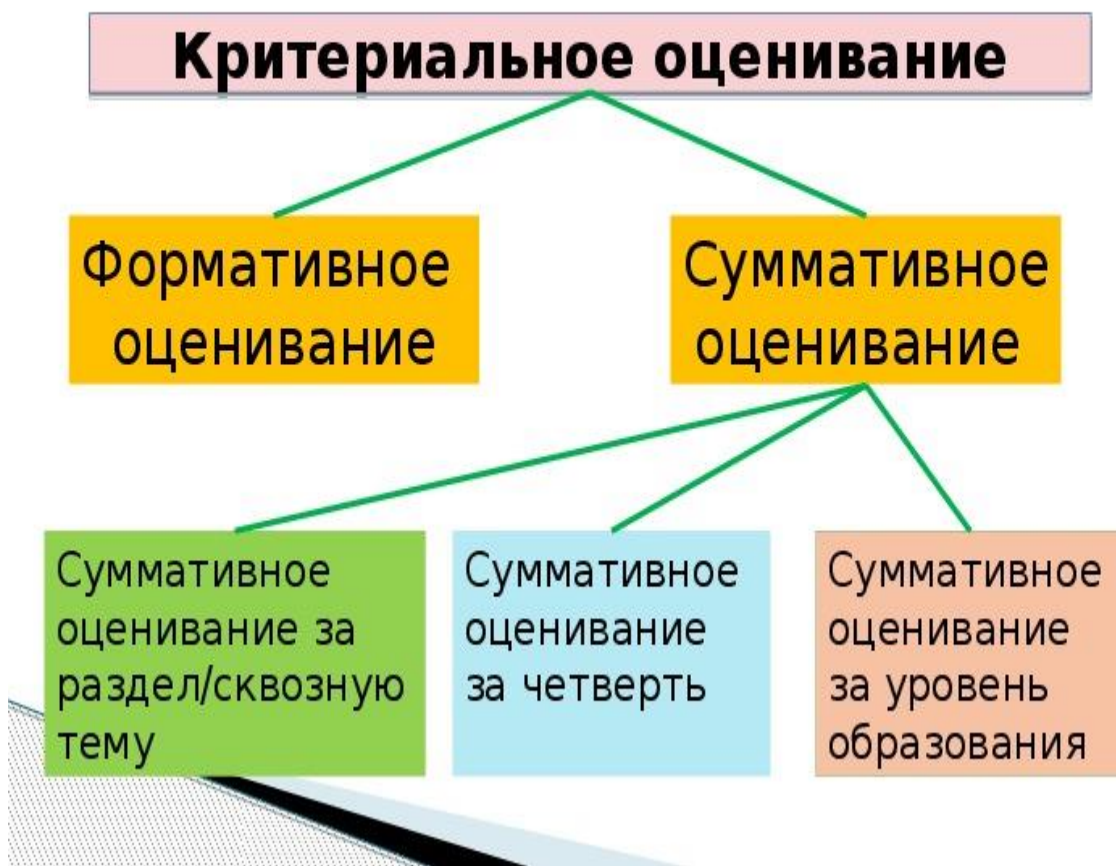 Критериальное оценивание
Формативное
оценивание
Суммативное
оценивание
Суммативное
оценивание за
раздел/сквозную
тему
Суммативное
оценивание
за четверть
Суммативное
оценивание
за уровень
образования